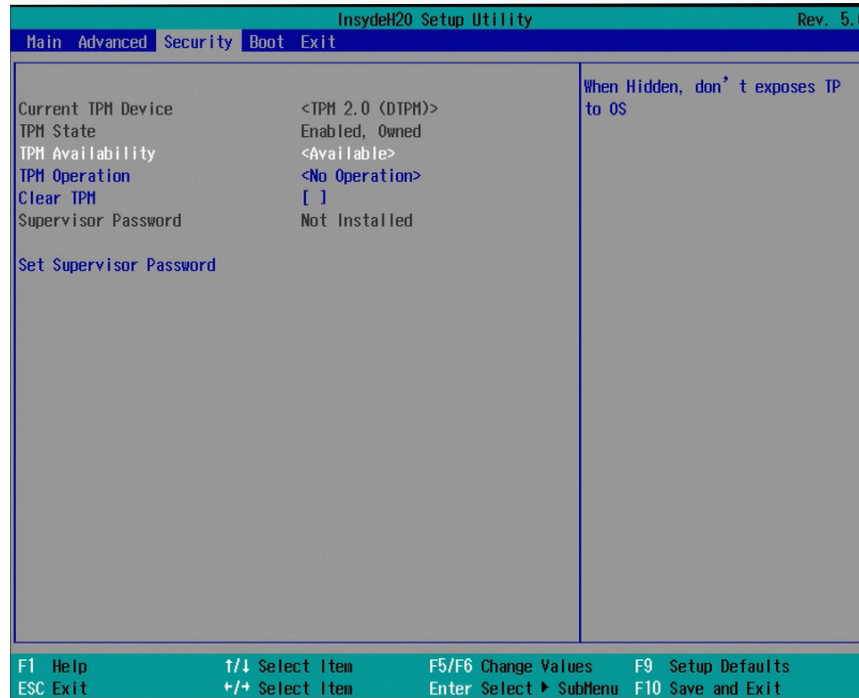 InsydeH20 Setup Utility Rev. 5.
Main Advanced Security Boot Exit
Current TPM Device <TPM 2.0 (DTPM)>
TPM State Enabled, Owned
TPM Availability <Available>
TPM Operation <No Operation>
Clear TPM [ ]
Supervisor Password Not Installed
Set Supervisor Password
When Hidden, don’t exposes TP
to OS
F1 Help ↑/↓ Select Item F5/F6 Change Values F9 Setup Defaults
ESC Exit ←/→ Select Item Enter Select ▶ SubMenu F10 Save and Exit